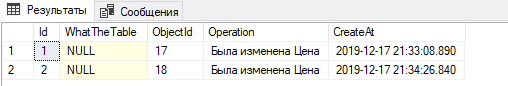 Результаты Сообщения
Id WhatTheTable ObjectId Operation CreateAt
1 1 NULL 17 Была изменена Цена 2019-12-17 21:33:08.890
2 2 NULL 18 Была изменена Цена 2019-12-17 21:34:26.840